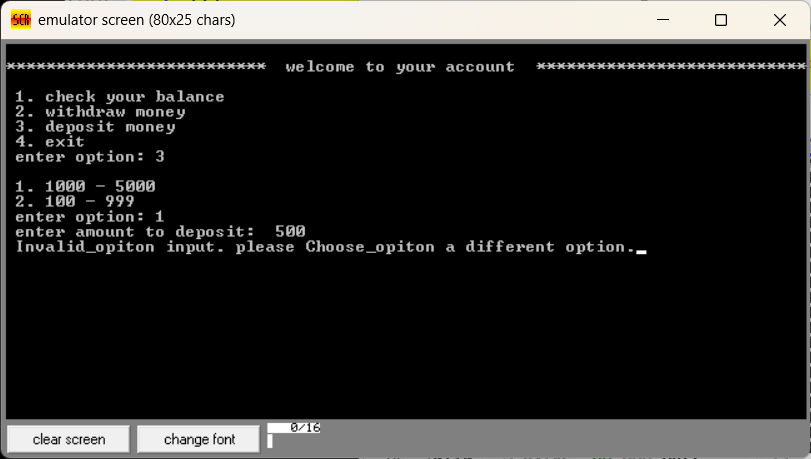 emulator screen (80x25 chars)
************************** welcome to your account ***************************
1. check your balance
2. withdraw money
3. deposit money
4. exit
enter option: 3
1. 1000 - 5000
2. 100 - 999
enter option: 1
enter amount to deposit: 500
Invalid_opiton input. please Choose_opiton a different option.
clear screen
change font
0/16